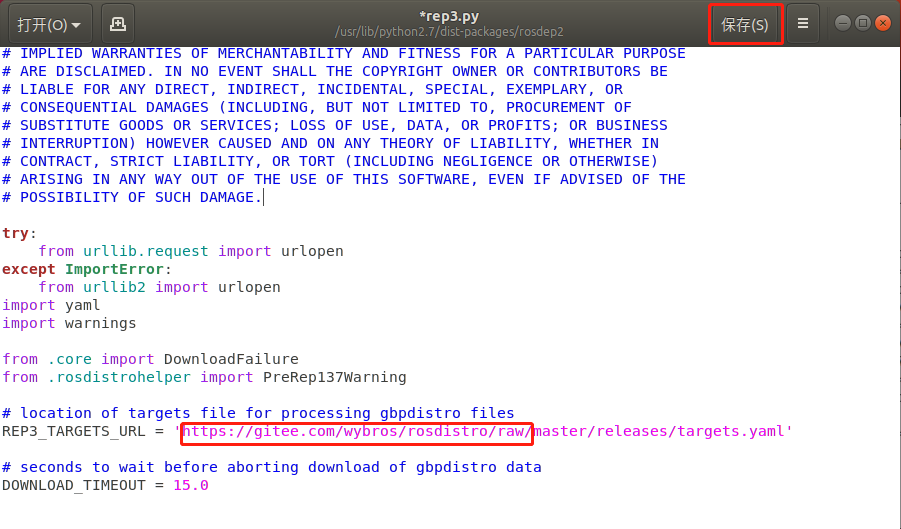 打开(O)
*rep3.py
/usr/lib/python2.7/dist-packages/rosdep2
保存(S)
# IMPLIED WARRANTIES OF MERCHANTABILITY AND FITNESS FOR A PARTICULAR PURPOSE
# ARE DISCLAIMED. IN NO EVENT SHALL THE COPYRIGHT OWNER OR CONTRIBUTORS BE
# LIABLE FOR ANY DIRECT, INDIRECT, INCIDENTAL, SPECIAL, EXEMPLARY, OR
# CONSEQUENTIAL DAMAGES (INCLUDING, BUT NOT LIMITED TO, PROCUREMENT OF
# SUBSTITUTE GOODS OR SERVICES; LOSS OF USE, DATA, OR PROFITS; OR BUSINESS
# INTERRUPTION) HOWEVER CAUSED AND ON ANY THEORY OF LIABILITY, WHETHER IN
# CONTRACT, STRICT LIABILITY, OR TORT (INCLUDING NEGLIGENCE OR OTHERWISE)
# ARISING IN ANY WAY OUT OF THE USE OF THIS SOFTWARE, EVEN IF ADVISED OF THE
# POSSIBILITY OF SUCH DAMAGE.
try:
    from urllib.request import urlopen
except ImportError:
    from urllib2 import urlopen
import yaml
import warnings
from .core import DownloadFailure
from .rosdistrohelper import PreRep137Warning
# location of targets file for processing gbpdistro files
REP3_TARGETS_URL = 'https://gitee.com/wybros/rosdistro/raw/master/releases/targets.yaml'
# seconds to wait before aborting download of gbpdistro data
DOWNLOAD_TIMEOUT = 15.0